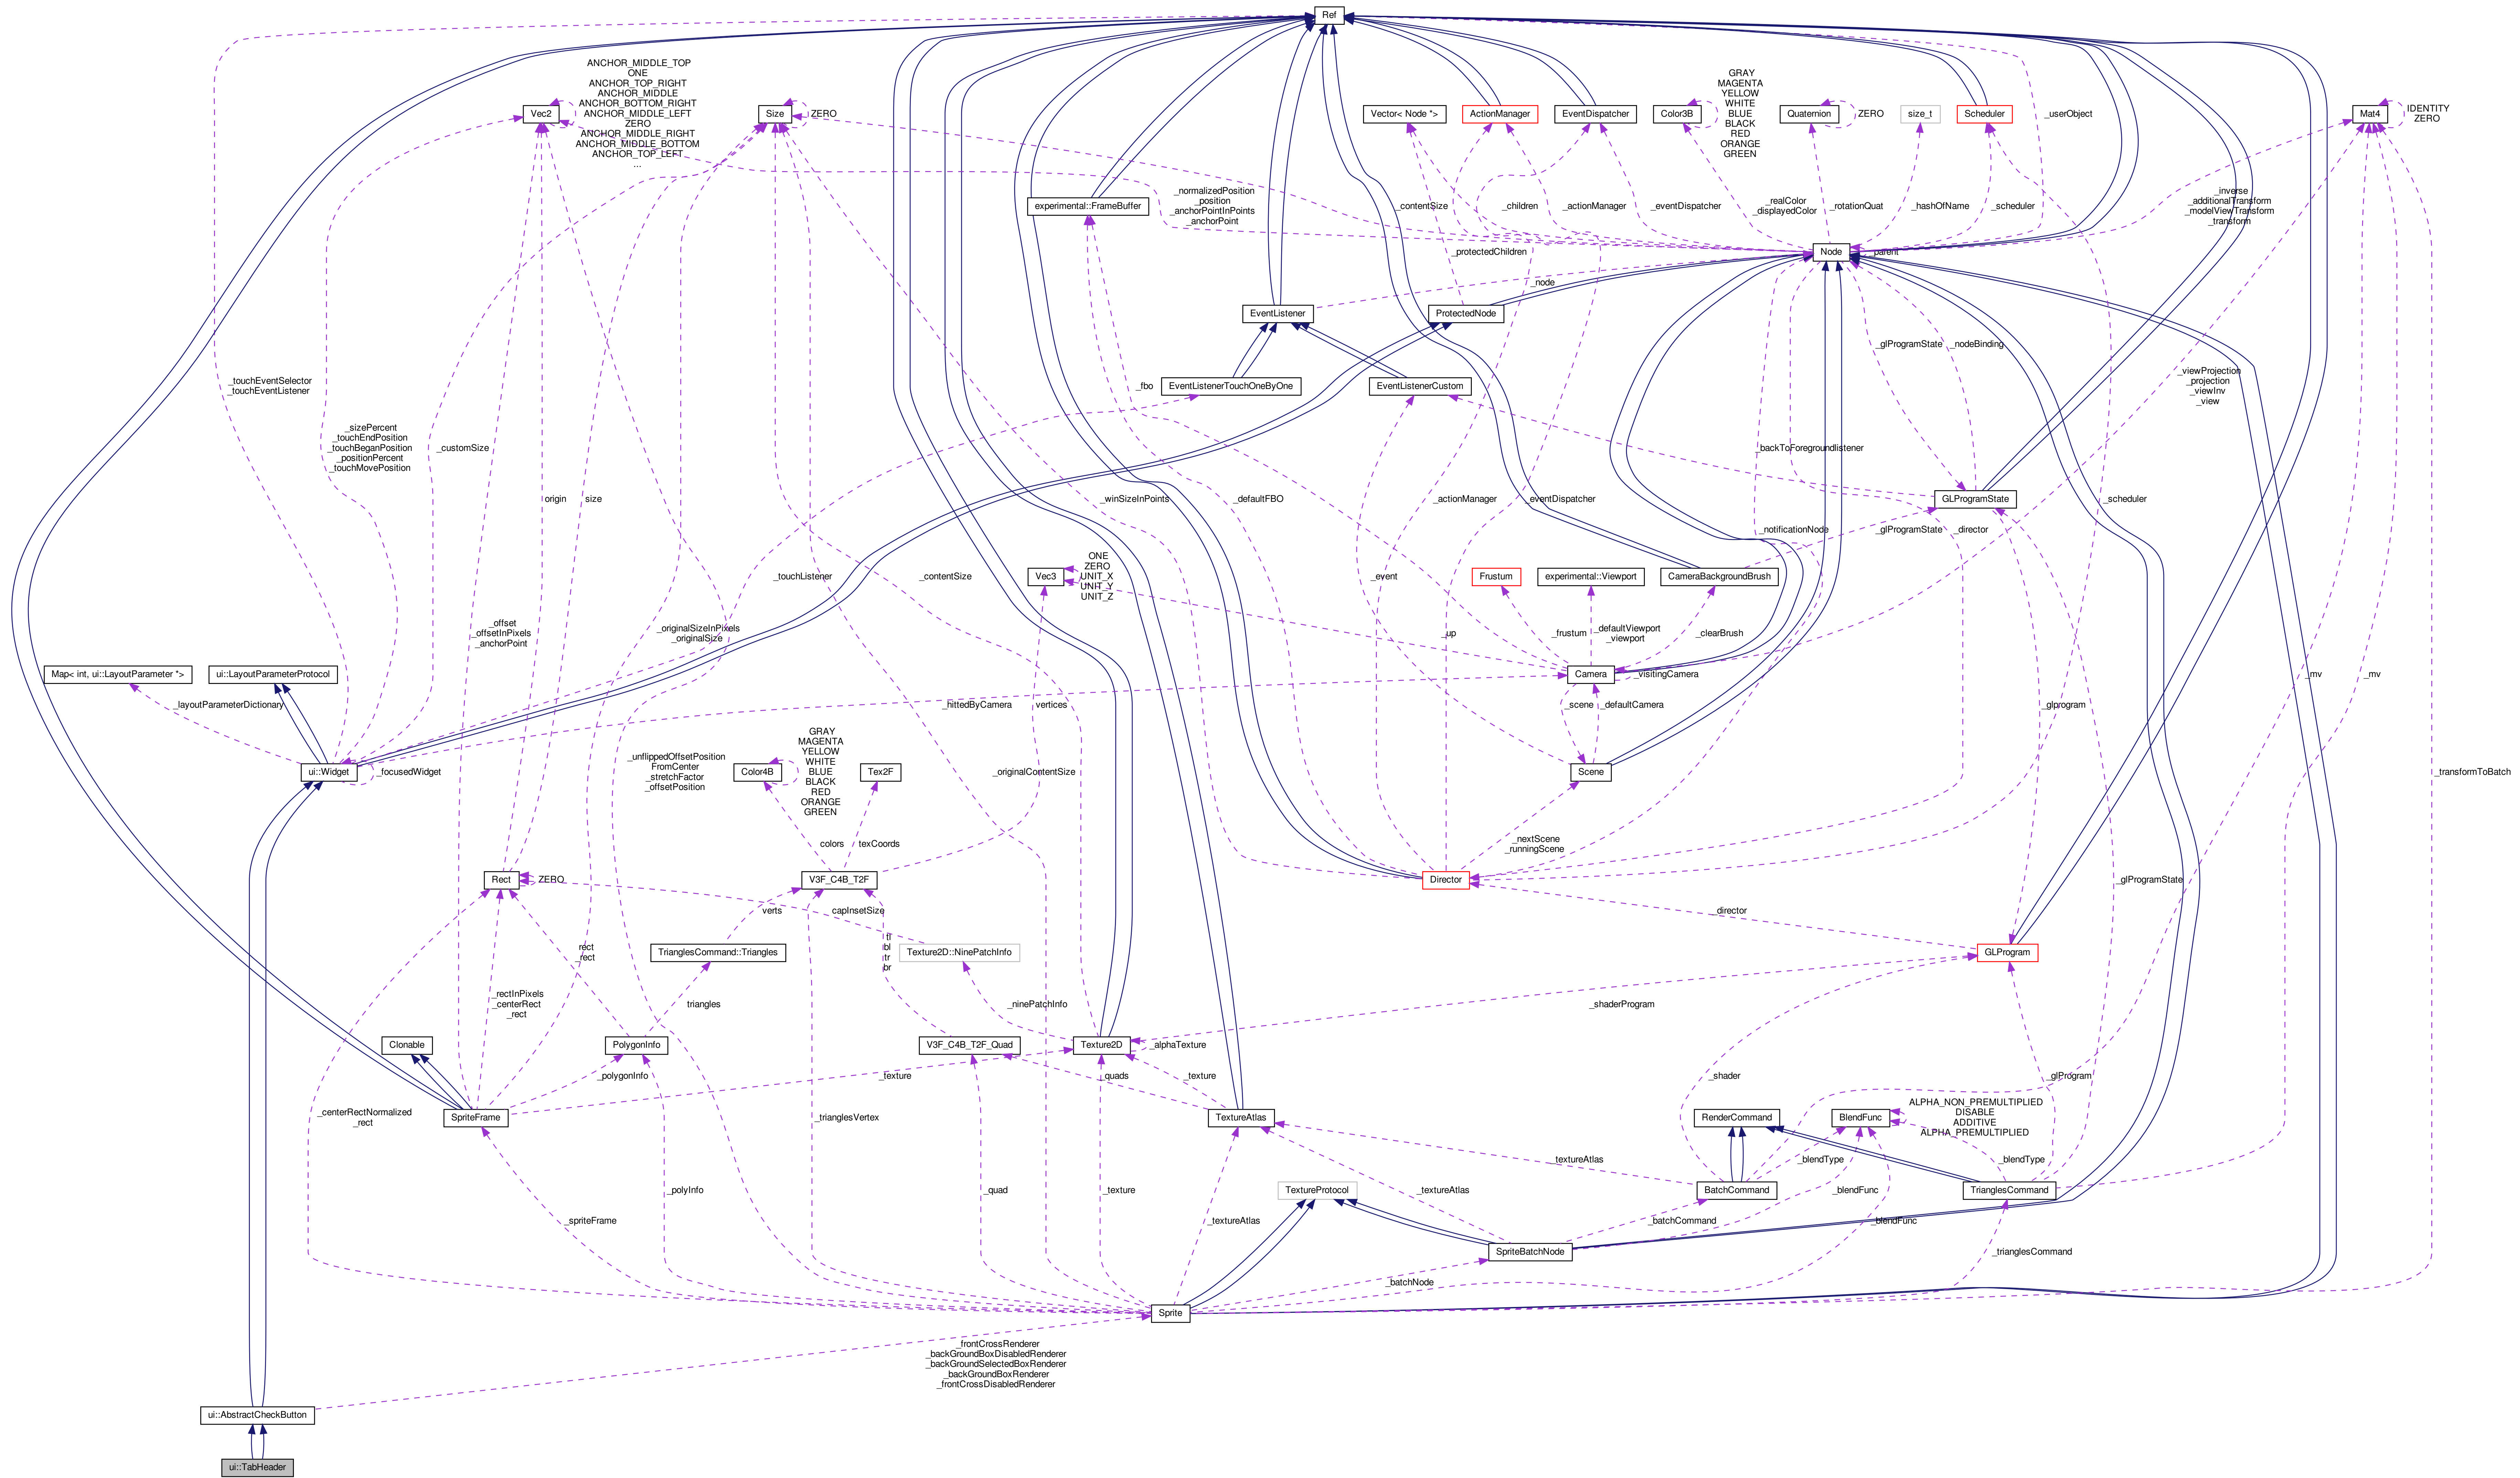 Ref
ANCHOR_MIDDLE_TOP
ONE
ANCHOR_TOP_RIGHT
ANCHOR_MIDDLE
ANCHOR_BOTTOM_RIGHT
ANCHOR_MIDDLE_LEFT
ZERO
ANCHOR_MIDDLE_RIGHT
ANCHOR_MIDDLE_BOTTOM
ANCHOR_TOP_LEFT
...
GRAY
MAGENTA
YELLOW
WHITE
BLUE
BLACK
RED
ORANGE
GREEN
Vec2
Size
ZERO
Vector< Node *>
ActionManager
EventDispatcher
Color3B
Quaternion
ZERO
size_t
Scheduler
_userObject
Mat4
IDENTITY
ZERO
experimental::FrameBuffer
_normalizedPosition
_position
_anchorPointInPoints
_anchorPoint
_contentSize
_children
_actionManager
_eventDispatcher
_realColor
_displayedColor
_rotationQuat
_hashOfName
_scheduler
_inverse
_additionalTransform
_modelViewTransform
_transform
_protectedChildren
Node
_parent
_node
EventListener
ProtectedNode
_glProgramState
_nodeBinding
_touchEventSelector
_touchEventListener
_fbo
EventListenerTouchOneByOne
EventListenerCustom
_viewProjection
_projection
_viewInv
_view
_sizePercent
_touchEndPosition
_touchBeganPosition
_positionPercent
_touchMovePosition
_customSize
_backToForegroundlistener
origin
size
_winSizeInPoints
_defaultFBO
_actionManager
_eventDispatcher
GLProgramState
_scheduler
_notificationNode
_glProgramState
_director
ONE
ZERO
UNIT_X
UNIT_Y
UNIT_Z
_touchListener
_contentSize
Vec3
_event
Frustum
experimental::Viewport
CameraBackgroundBrush
_offset
_offsetInPixels
_anchorPoint
_originalSizeInPixels
_originalSize
_up
_frustum
_defaultViewport
_viewport
_clearBrush
Map< int, ui::LayoutParameter *>
ui::LayoutParameterProtocol
Camera
_visitingCamera
_mv
_mv
_layoutParameterDictionary
_hittedByCamera
vertices
_scene
_defaultCamera
_glprogram
GRAY
MAGENTA
YELLOW
WHITE
BLUE
BLACK
RED
ORANGE
GREEN
_unflippedOffsetPosition
FromCenter
_stretchFactor
_offsetPosition
ui::Widget
_focusedWidget
Color4B
Tex2F
_originalContentSize
Scene
_transformToBatch
colors
texCoords
_nextScene
_runningScene
Rect
ZERO
V3F_C4B_T2F
Director
_glProgramState
verts
capInsetSize
_director
rect
_rect
TrianglesCommand::Triangles
tl
bl
tr
br
Texture2D::NinePatchInfo
GLProgram
_rectInPixels
_centerRect
_rect
triangles
_ninePatchInfo
_shaderProgram
Clonable
PolygonInfo
V3F_C4B_T2F_Quad
Texture2D
_alphaTexture
_polygonInfo
_texture
_quads
_texture
_shader
_glProgram
_centerRectNormalized
_rect
SpriteFrame
_trianglesVertex
TextureAtlas
RenderCommand
BlendFunc
ALPHA_NON_PREMULTIPLIED
DISABLE
ADDITIVE
ALPHA_PREMULTIPLIED
_textureAtlas
_blendType
_blendType
_polyInfo
_quad
_texture
TextureProtocol
_textureAtlas
BatchCommand
_blendFunc
TrianglesCommand
_spriteFrame
_textureAtlas
_batchCommand
_blendFunc
SpriteBatchNode
_trianglesCommand
_batchNode
Sprite
_frontCrossRenderer
_backGroundBoxDisabledRenderer
_backGroundSelectedBoxRenderer
_backGroundBoxRenderer
_frontCrossDisabledRenderer
ui::AbstractCheckButton
ui::TabHeader